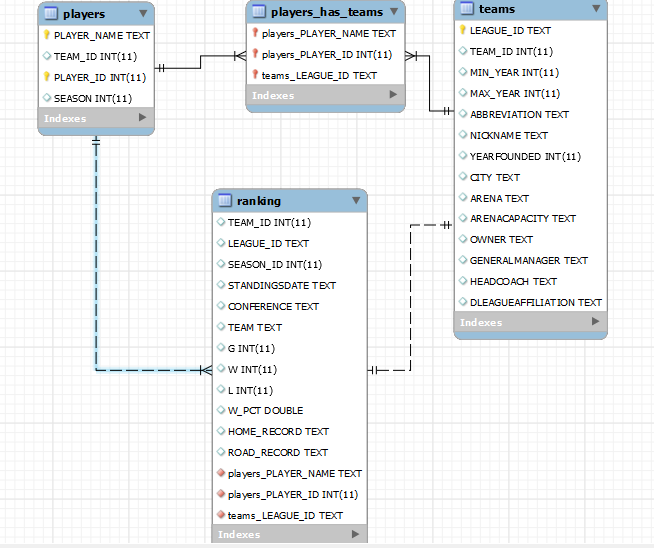 players
PLAYER_NAME TEXT
TEAM_ID INT(11)
PLAYER_ID INT(11)
SEASON INT(11)
Indexes
players_has_teams
players_PLAYER_NAME TEXT
players_PLAYER_ID INT(11)
teams_LEAGUE_ID TEXT
Indexes
teams
LEAGUE_ID TEXT
TEAM_ID INT(11)
MIN_YEAR INT(11)
MAX_YEAR INT(11)
ABBREVIATION TEXT
NICKNAME TEXT
YEARFOUNDED INT(11)
CITY TEXT
ARENA TEXT
ARENACAPACITY TEXT
OWNER TEXT
GENERALMANAGER TEXT
HEADCOACH TEXT
DLEAGUEAFFILIATION TEXT
Indexes
ranking
TEAM_ID INT(11)
LEAGUE_ID TEXT
SEASON_ID INT(11)
STANDINGSDATE TEXT
CONFERENCE TEXT
TEAM TEXT
G INT(11)
W INT(11)
L INT(11)
W_PCT DOUBLE
HOME_RECORD TEXT
ROAD_RECORD TEXT
players_PLAYER_NAME TEXT
players_PLAYER_ID INT(11)
teams_LEAGUE_ID TEXT
Indexes